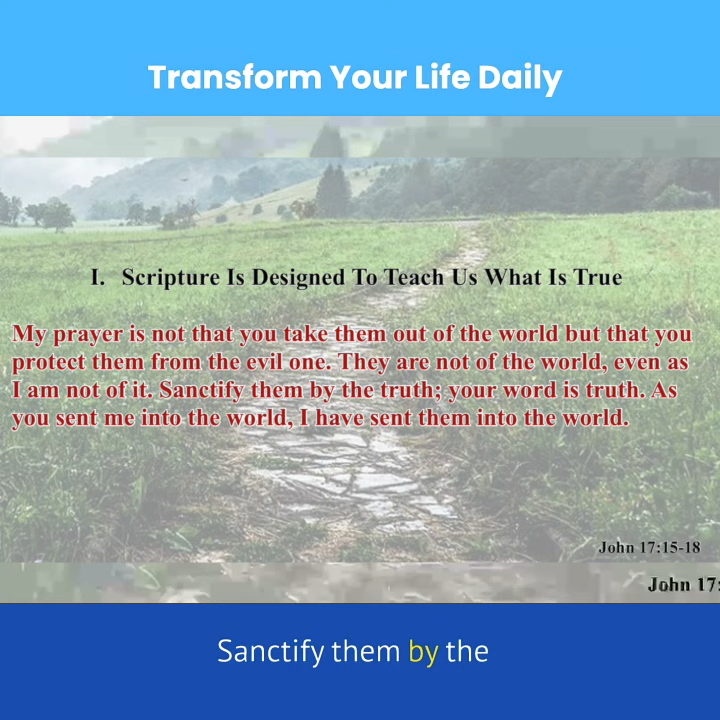 Transform Your Life Daily
I. Scripture Is Designed To Teach Us What Is True
My prayer is not that you take them out of the world but that you
protect them from the evil one. They are not of the world, even as
I am not of it. Sanctify them by the truth; your word is truth. As
you sent me into the world, I have sent them into the world.
John 17:15-18
John 17:
Sanctify them by the